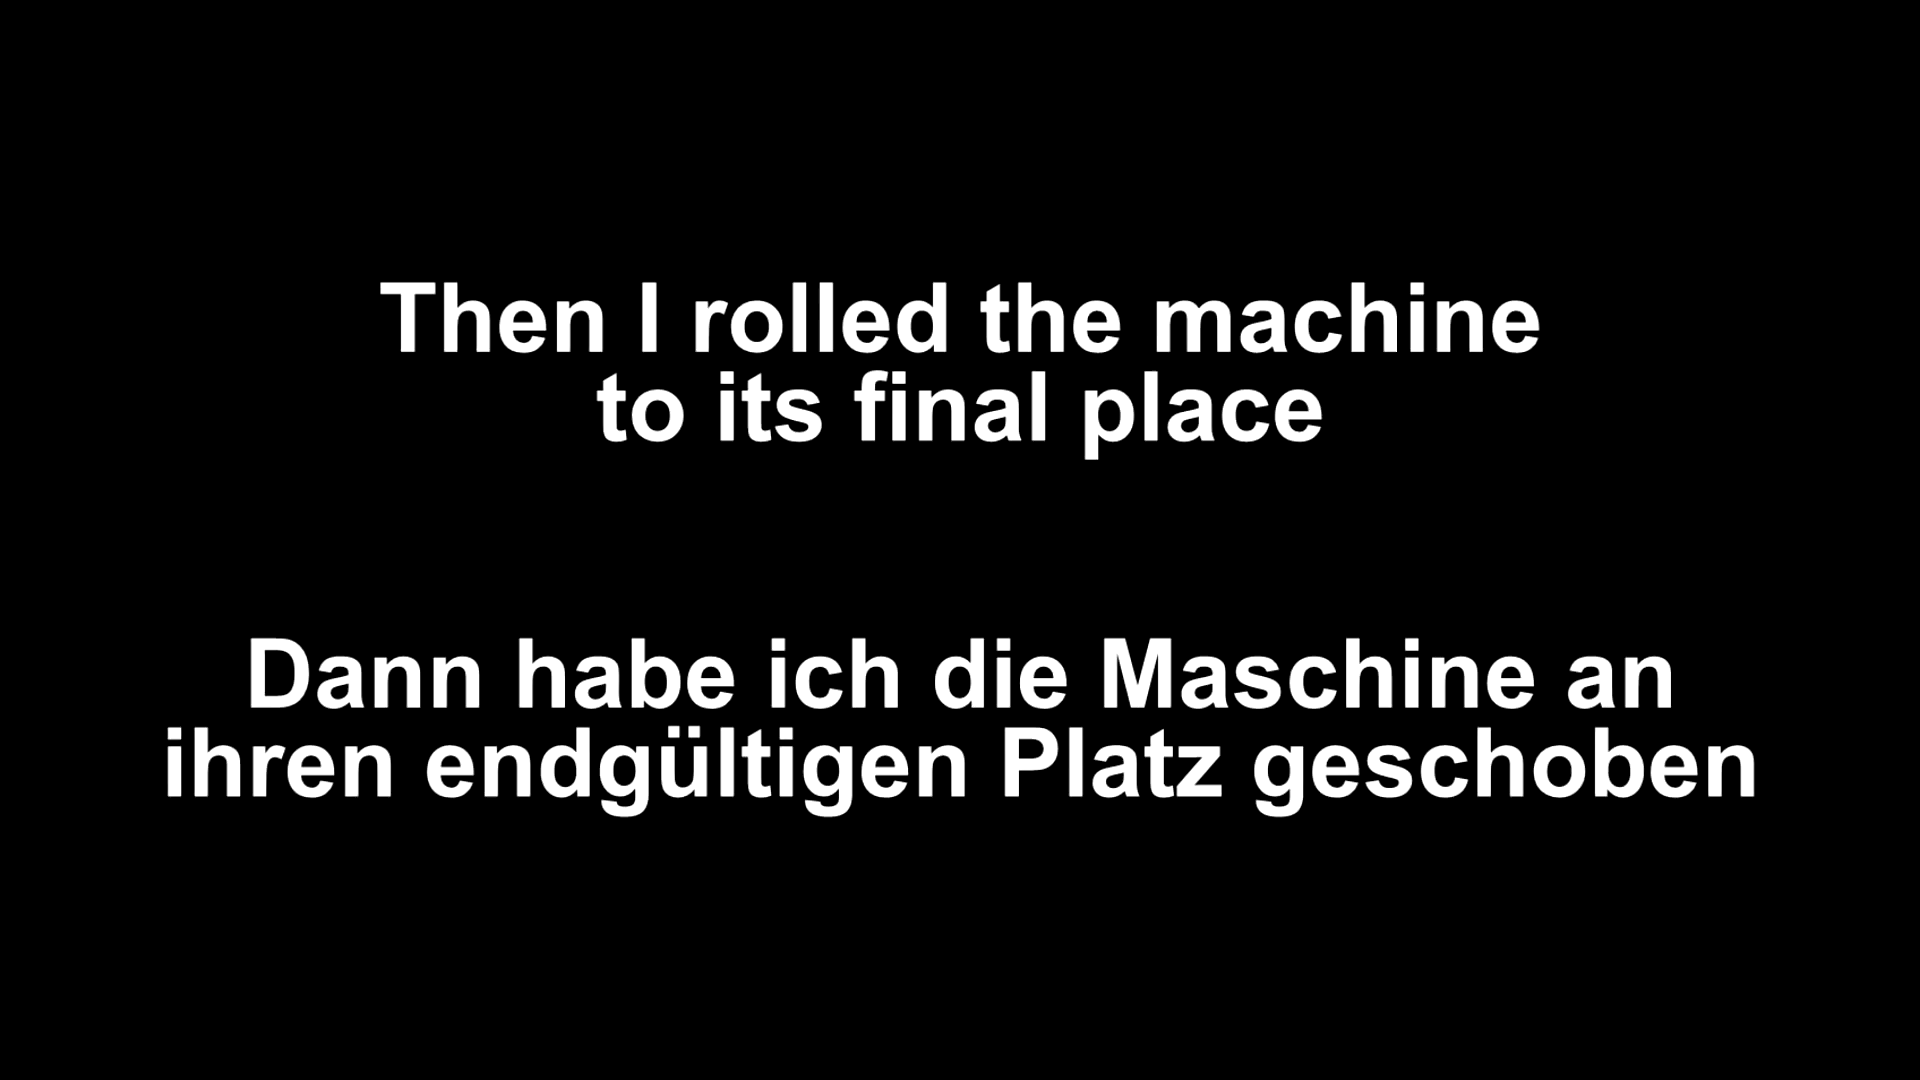 Then I rolled the machine
to its final place
Dann habe ich die Maschine an
ihren endgültigen Platz geschoben